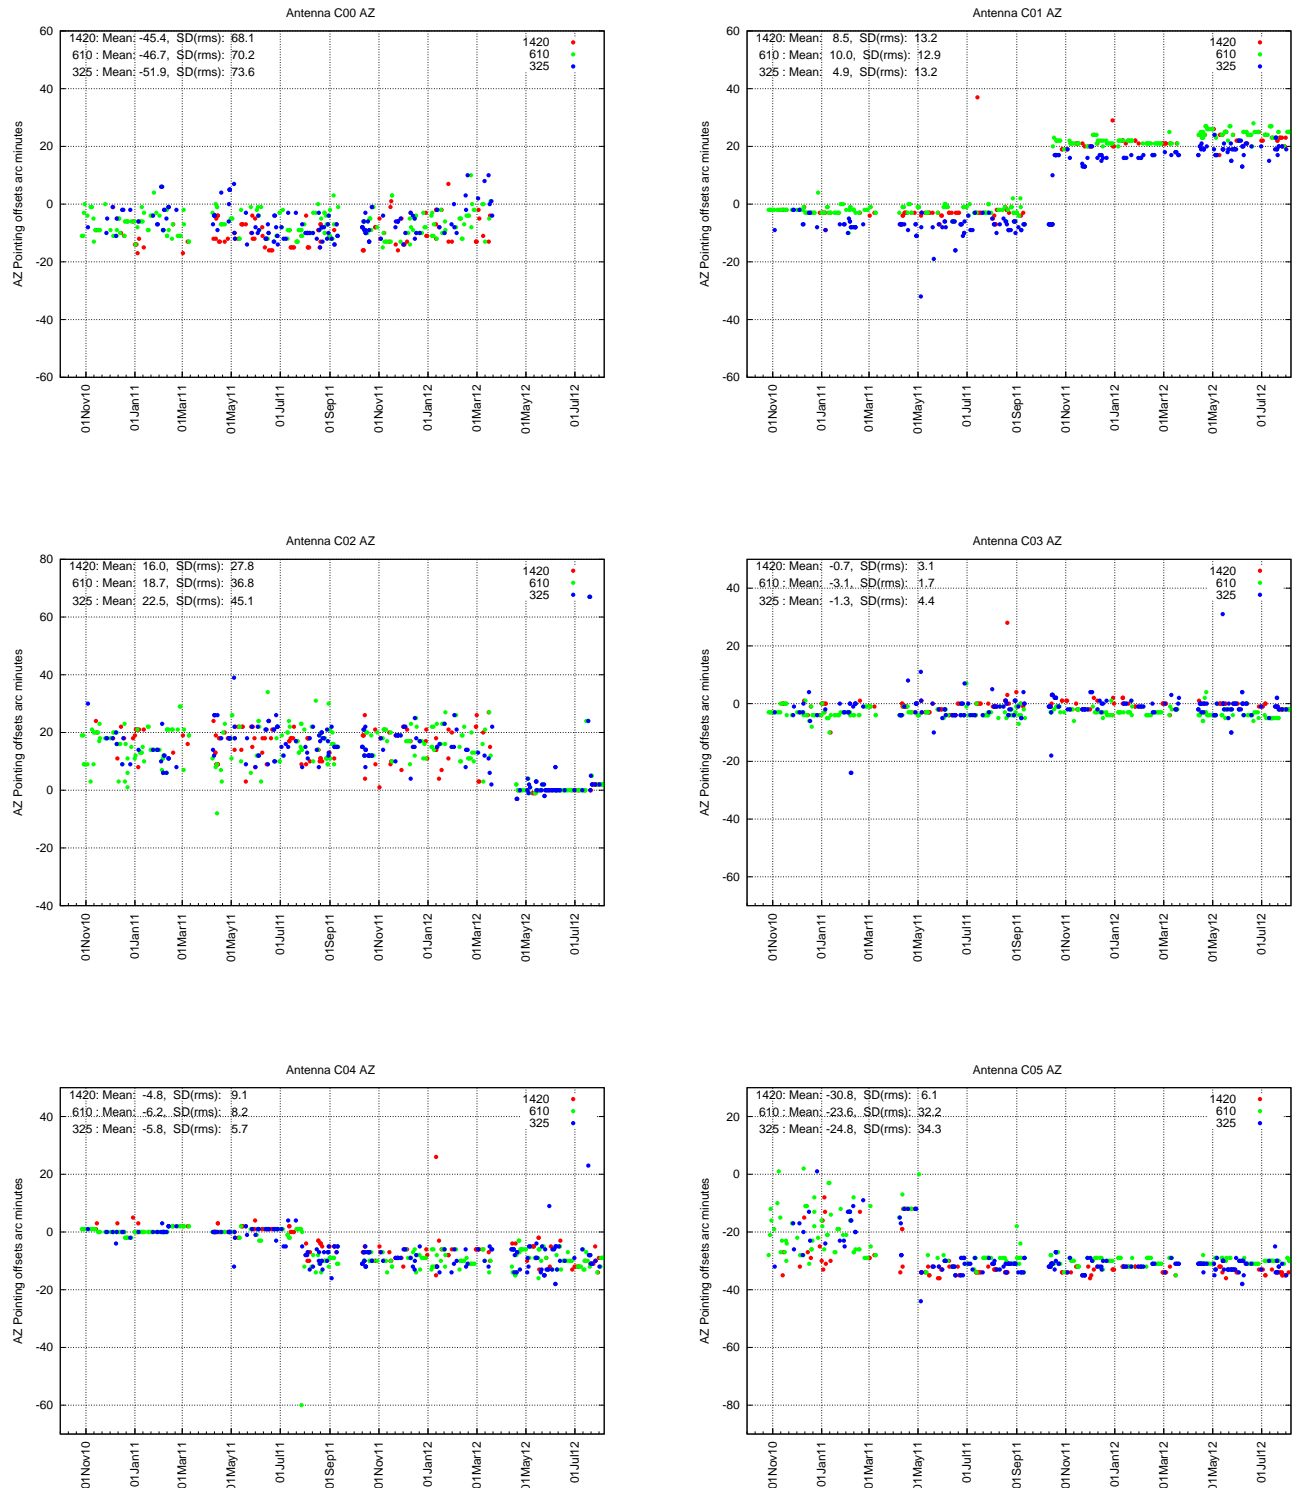 Antenna C00 AZ
1420: Mean: -45.4, SD(rms): 68.1
610 : Mean: -46.7, SD(rms): 70.2
325 : Mean: -51.9, SD(rms): 73.6
1420
610
325
AZ Pointing offsets arc minutes
60
40
20
0
-20
-40
-60
01Nov10
01Jan11
01Mar11
01May11
01Jul11
01Sep11
01Nov11
01Jan12
01Mar12
01May12
01Jul12
Antenna C01 AZ
1420: Mean: 8.5, SD(rms): 13.2
610 : Mean: 10.0, SD(rms): 12.9
325 : Mean: 4.9, SD(rms): 13.2
1420
610
325
AZ Pointing offsets arc minutes
60
40
20
0
-20
-40
-60
01Nov10
01Jan11
01Mar11
01May11
01Jul11
01Sep11
01Nov11
01Jan12
01Mar12
01May12
01Jul12
Antenna C02 AZ
1420: Mean: 16.0, SD(rms): 27.8
610 : Mean: 18.7, SD(rms): 36.8
325 : Mean: 22.5, SD(rms): 45.1
1420
610
325
AZ Pointing offsets arc minutes
80
60
40
20
0
-20
-40
01Nov10
01Jan11
01Mar11
01May11
01Jul11
01Sep11
01Nov11
01Jan12
01Mar12
01May12
01Jul12
Antenna C03 AZ
1420: Mean: -0.7, SD(rms): 3.1
610 : Mean: -3.1, SD(rms): 1.7
325 : Mean: -1.3, SD(rms): 4.4
1420
610
325
AZ Pointing offsets arc minutes
40
20
0
-20
-40
-60
01Nov10
01Jan11
01Mar11
01May11
01Jul11
01Sep11
01Nov11
01Jan12
01Mar12
01May12
01Jul12
Antenna C04 AZ
1420: Mean: -4.8, SD(rms): 9.1
610 : Mean: -6.2, SD(rms): 8.2
325 : Mean: -5.8, SD(rms): 5.7
1420
610
325
AZ Pointing offsets arc minutes
40
20
0
-20
-40
-60
01Nov10
01Jan11
01Mar11
01May11
01Jul11
01Sep11
01Nov11
01Jan12
01Mar12
01May12
01Jul12
Antenna C05 AZ
1420: Mean: -30.8, SD(rms): 6.1
610 : Mean: -23.6, SD(rms): 32.2
325 : Mean: -24.8, SD(rms): 34.3
1420
610
325
AZ Pointing offsets arc minutes
20
0
-20
-40
-60
-80
01Nov10
01Jan11
01Mar11
01May11
01Jul11
01Sep11
01Nov11
01Jan12
01Mar12
01May12
01Jul12